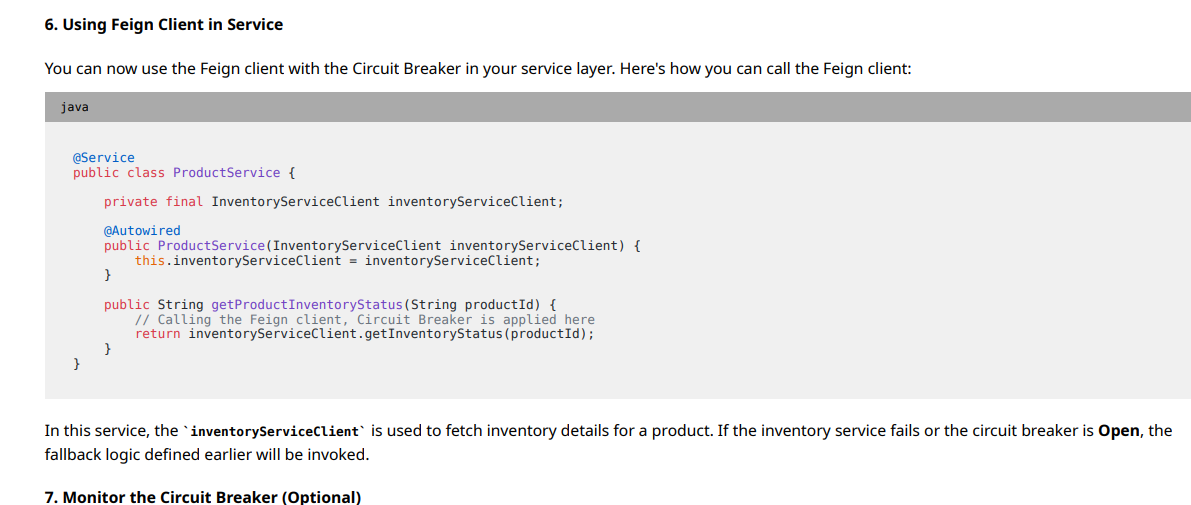 6. Using Feign Client in Service
You can now use the Feign client with the Circuit Breaker in your service layer. Here's how you can call the Feign client:
java
@Service
public class ProductService {
    private final InventoryServiceClient inventoryServiceClient;
    @Autowired
    public ProductService(InventoryServiceClient inventoryServiceClient) {
        this.inventoryServiceClient = inventoryServiceClient;
    }
    public String getProductInventoryStatus(String productId) {
        // Calling the Feign client, Circuit Breaker is applied here
        return inventoryServiceClient.getInventoryStatus(productId);
    }
}
In this service, the `inventoryServiceClient` is used to fetch inventory details for a product. If the inventory service fails or the circuit breaker is Open, the
fallback logic defined earlier will be invoked.
7. Monitor the Circuit Breaker (Optional)